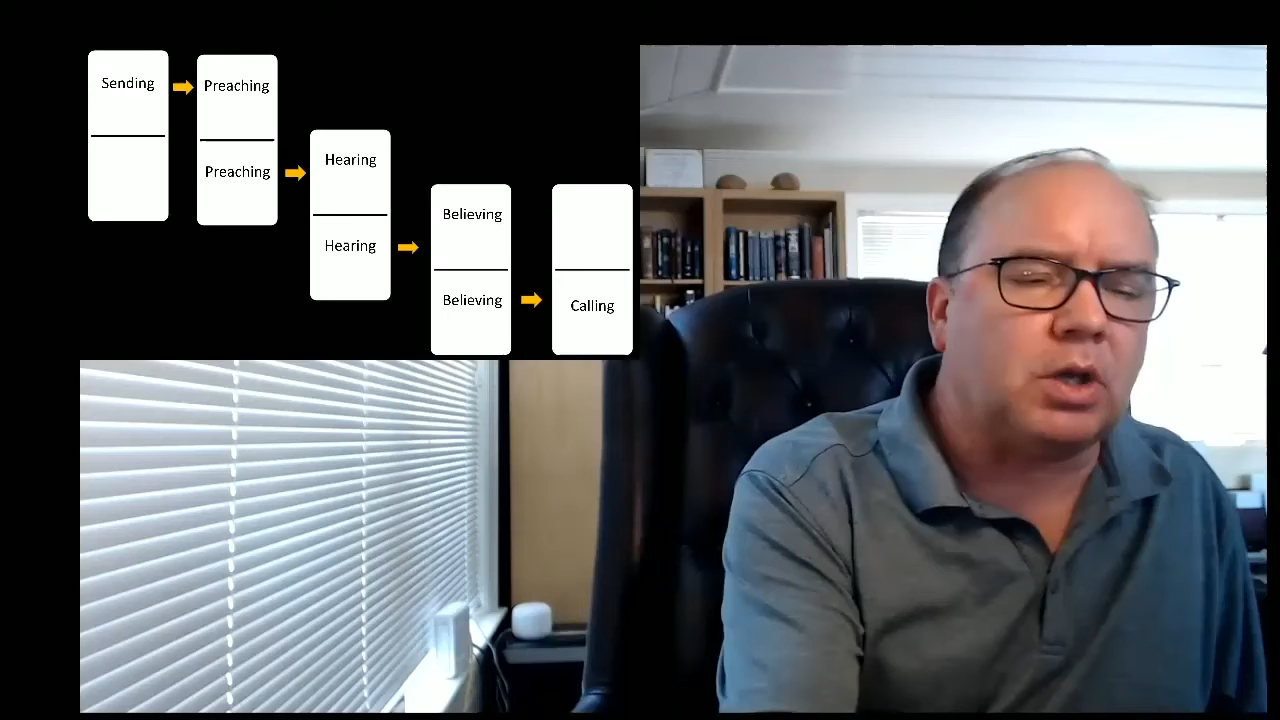 Sending
Preaching
Preaching
Hearing
Hearing
Believing
Believing
Calling